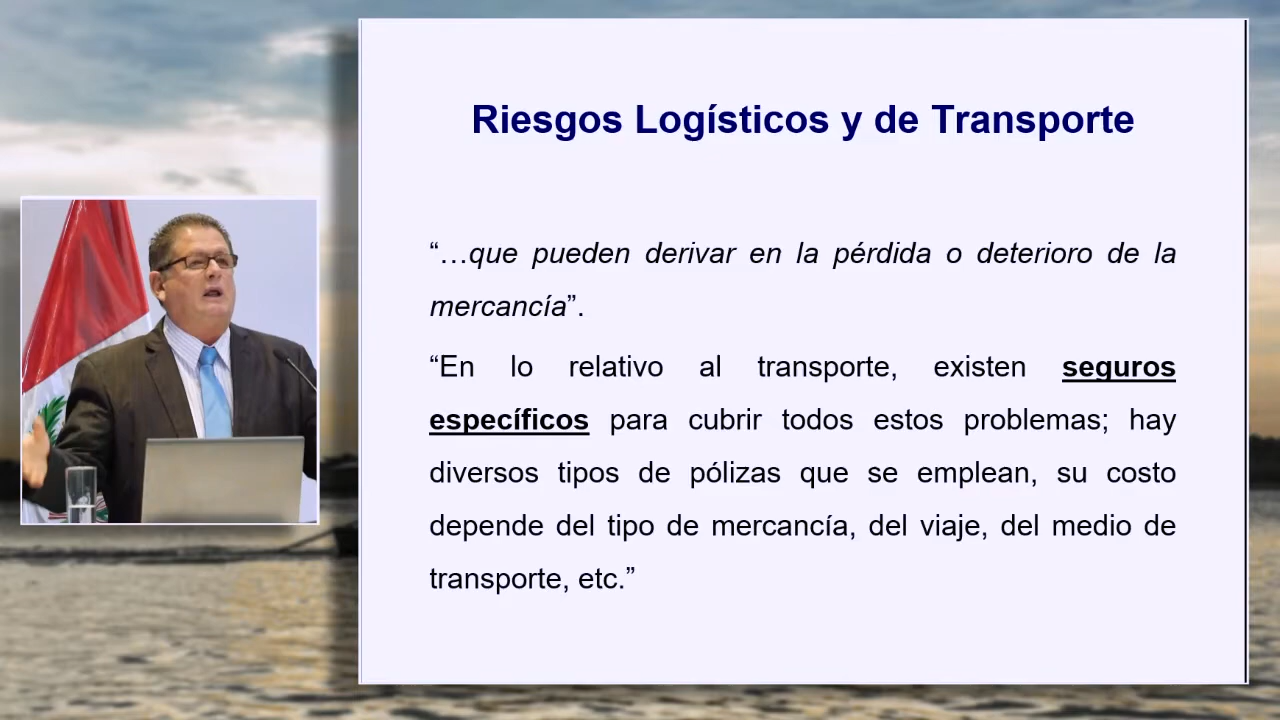 Riesgos Logísticos y de Transporte
“…que pueden derivar en la pérdida o deterioro de la
mercancía”.
“En lo relativo al transporte, existen seguros
específicos para cubrir todos estos problemas; hay
diversos tipos de pólizas que se emplean, su costo
depende del tipo de mercancía, del viaje, del medio de
transporte, etc.”